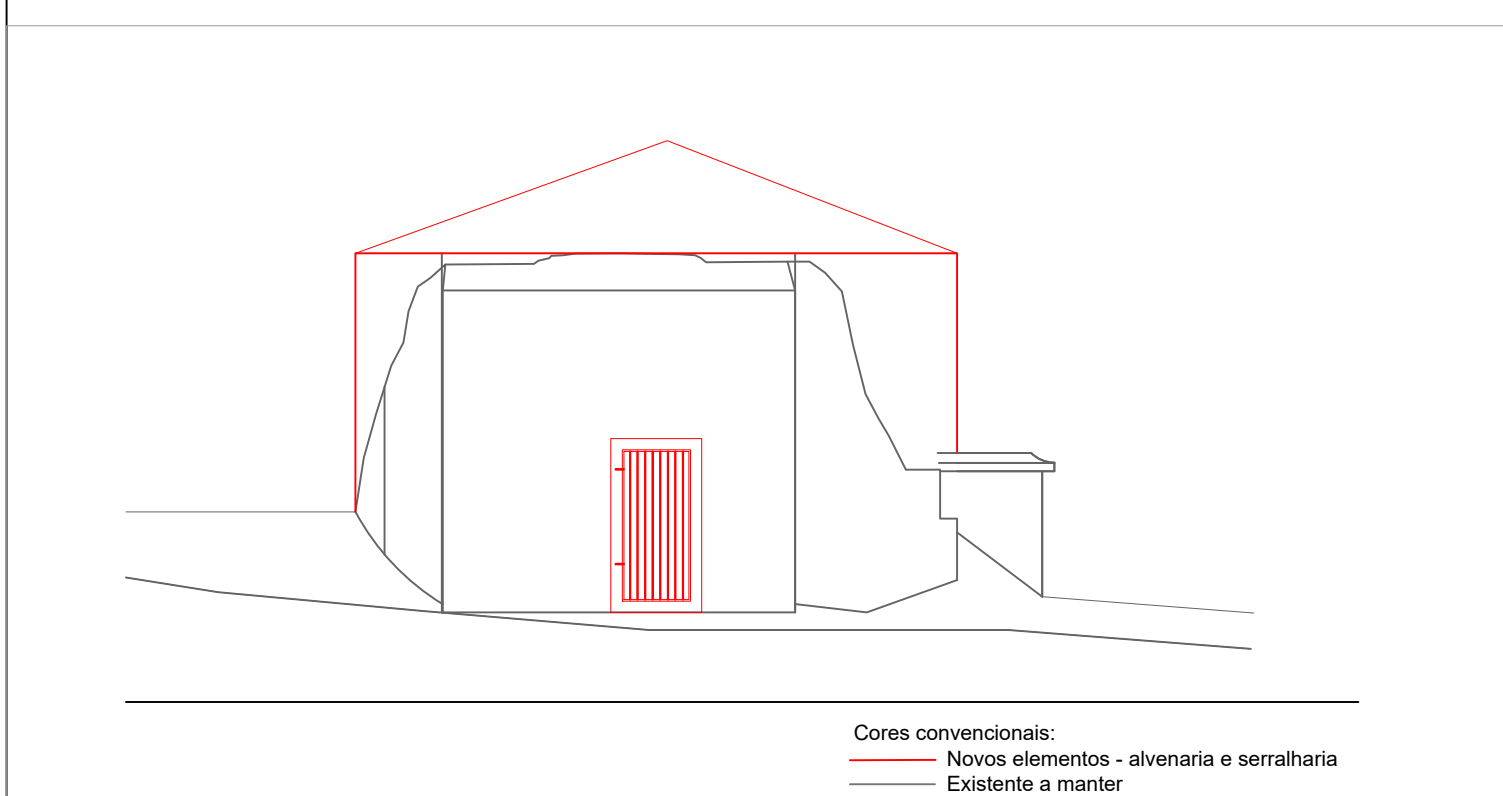 Cores convencionais:
Novos elementos - alvenaria e serralharia
Existente a manter